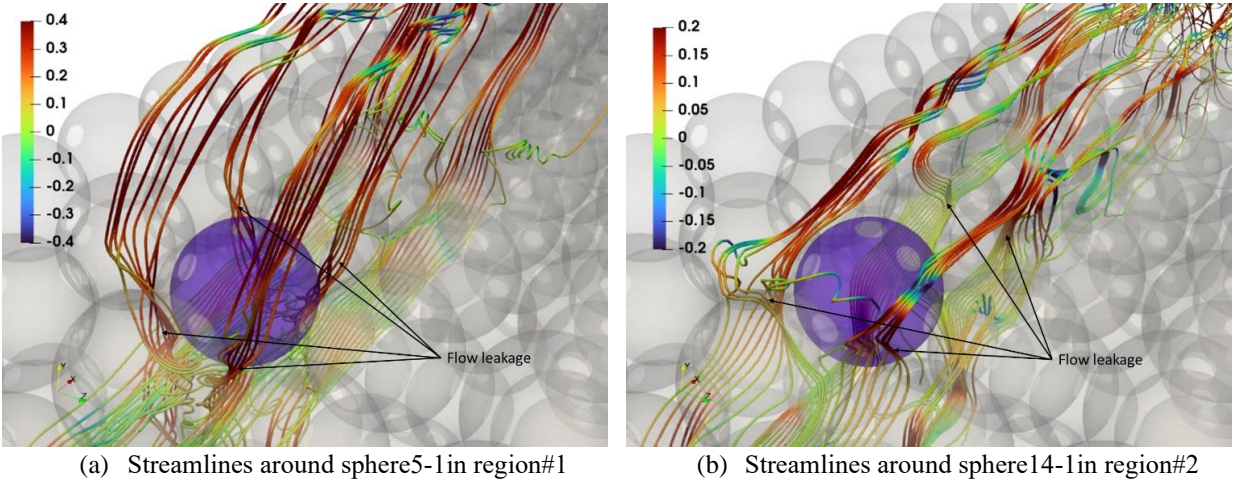 0.4
0.3
0.2
0.1
0
-0.1
-0.2
-0.3
-0.4
Y
X
Z
Flow leakage
(a) Streamlines around sphere5-1in region#1
0.2
0.15
0.1
0.05
0
-0.05
-0.1
-0.15
-0.2
Y
X
Z
Flow leakage
(b) Streamlines around sphere14-1in region#2